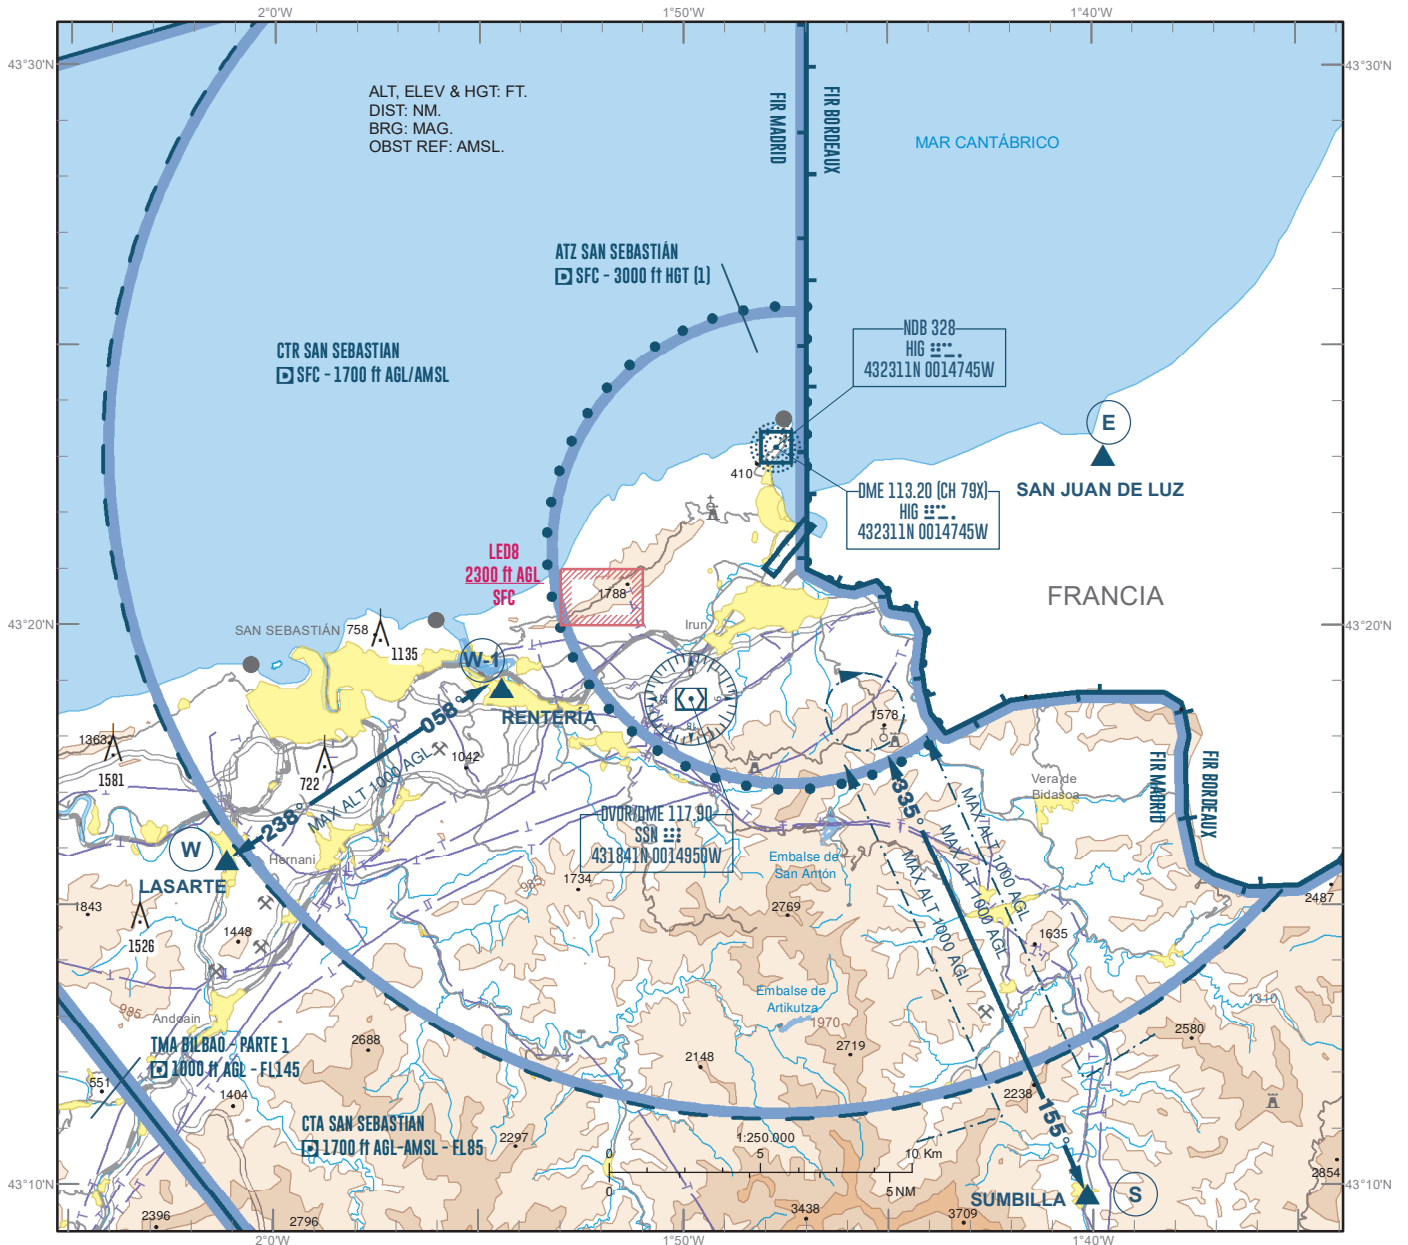 2°0'W
1°50'W
1°40'W
43°30'N
43°30'N
ALT, ELEV & HGT: FT.
DIST: NM.
BRG: MAG.
OBST REF: AMSL.
FIR MADRID
FIR BORDEAUX
MAR CANTÁBRICO
ATZ SAN SEBASTIÁN
D SFC - 3000 ft HGT (1)
CTR SAN SEBASTIAN
D SFC - 1700 ft AGL/AMSL
NDB 328
HIG
432311N 0014745W
E
SAN JUAN DE LUZ
410
DME 113.20 (CH 79X)
HIG
432311N 0014745W
LED8
2300 ft AGL
SFC
1788
FRANCIA
43°20'N
43°20'N
SAN SEBASTIÁN
758
1135
Irun
W-1
RENTERÍA
058°
0
6
18
1578
1363
1581
722
1042
MAX ALT 1000 AGL
238°
Vera de
Bidasoa
FIR MADRID
FIR BORDEAUX
335°
MAX ALT 1000 AGL
MAX ALT 1000 AGL
MAX ALT 1000 AGL
DVOR/DME 117.90
SSN
431841N 0014950W
W
LASARTE
Hernani
Embalse de
San Antón
985
1734
2487
1843
1526
1448
2769
1635
985
Andoain
Embalse de
Artikutza
1970
1310
2580
TMA BILBAO - PARTE 1
D 1000 ft AGL - FL145
2688
2148
2719
551
1404
2238
155°
CTA SAN SEBASTIAN
D 1700 ft AGL-AMSL - FL85
2297
1:250.000
0
5
10 Km
0
5 NM
2854
43°10'N
43°10'N
SUMBILLA
S
2396
2796
3438
3709
2°0'W
1°50'W
1°40'W